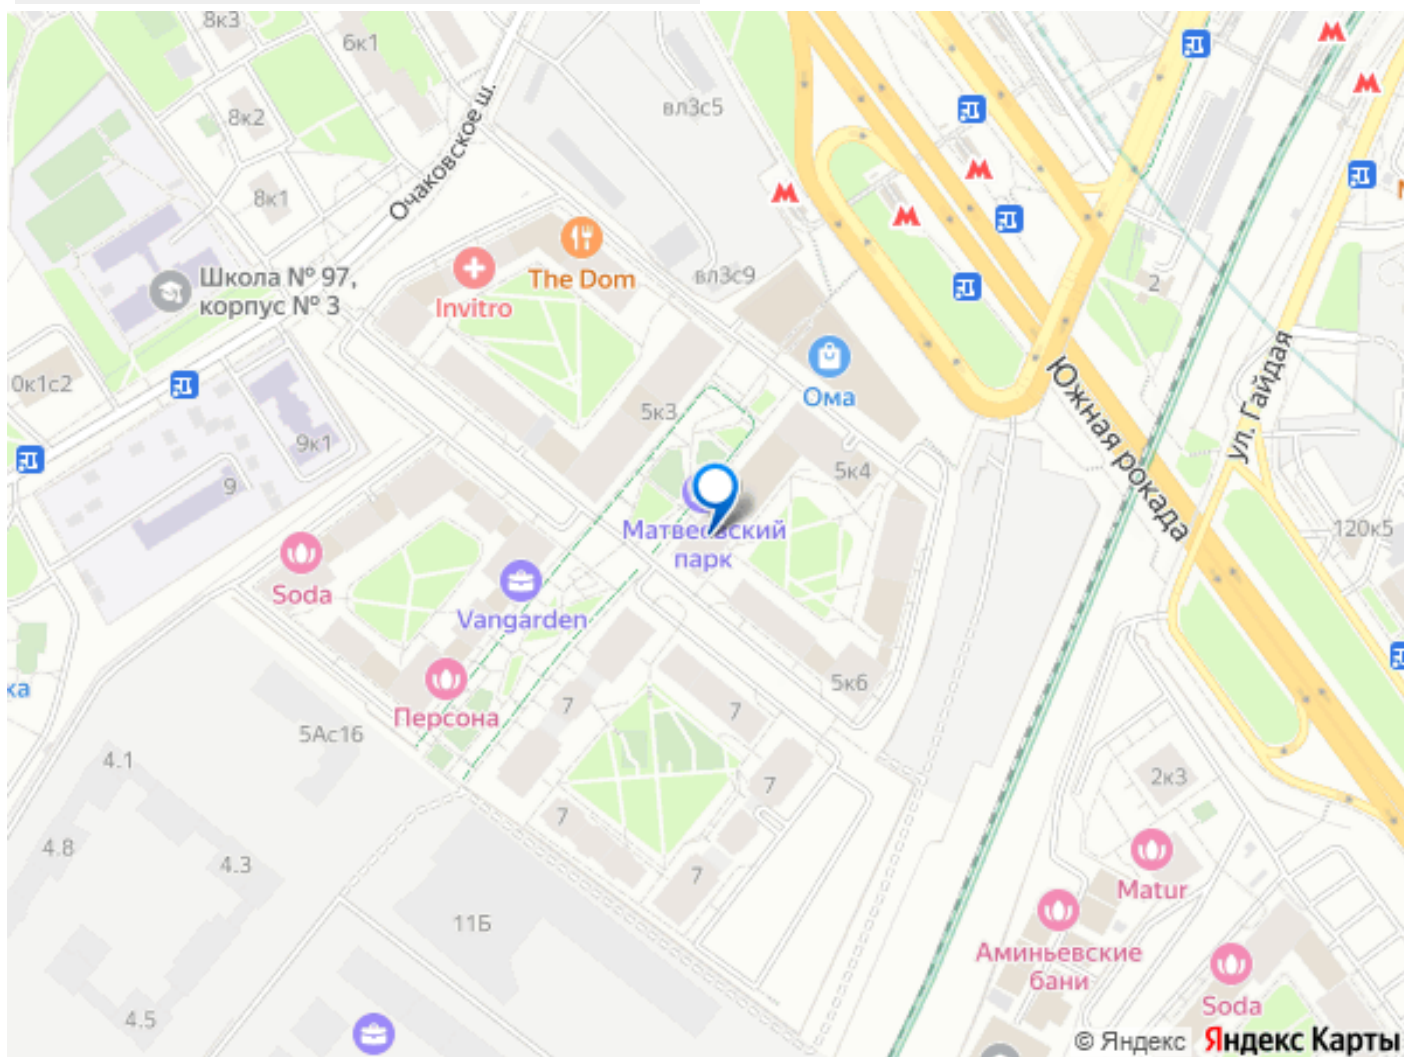 8к3
6к1
вл3с5
8к2
Очаковское ш.
8к1
The Dom
вл3с9
2
Школа № 97,
корпус № 3
Invitro
Ома
Южная рокада
ул. Гайдая
0к1с2
5к3
9к1
5к4
9
Матвеевский
парк
120к5
Soda
Vangarden
5к6
ка
Персона
7
7
5Ас16
4.1
7
2к3
7
4.8
4.3
7
Matur
11Б
Аминьевские
бани
Soda
4.5
© Яндекс Яндекс Карты